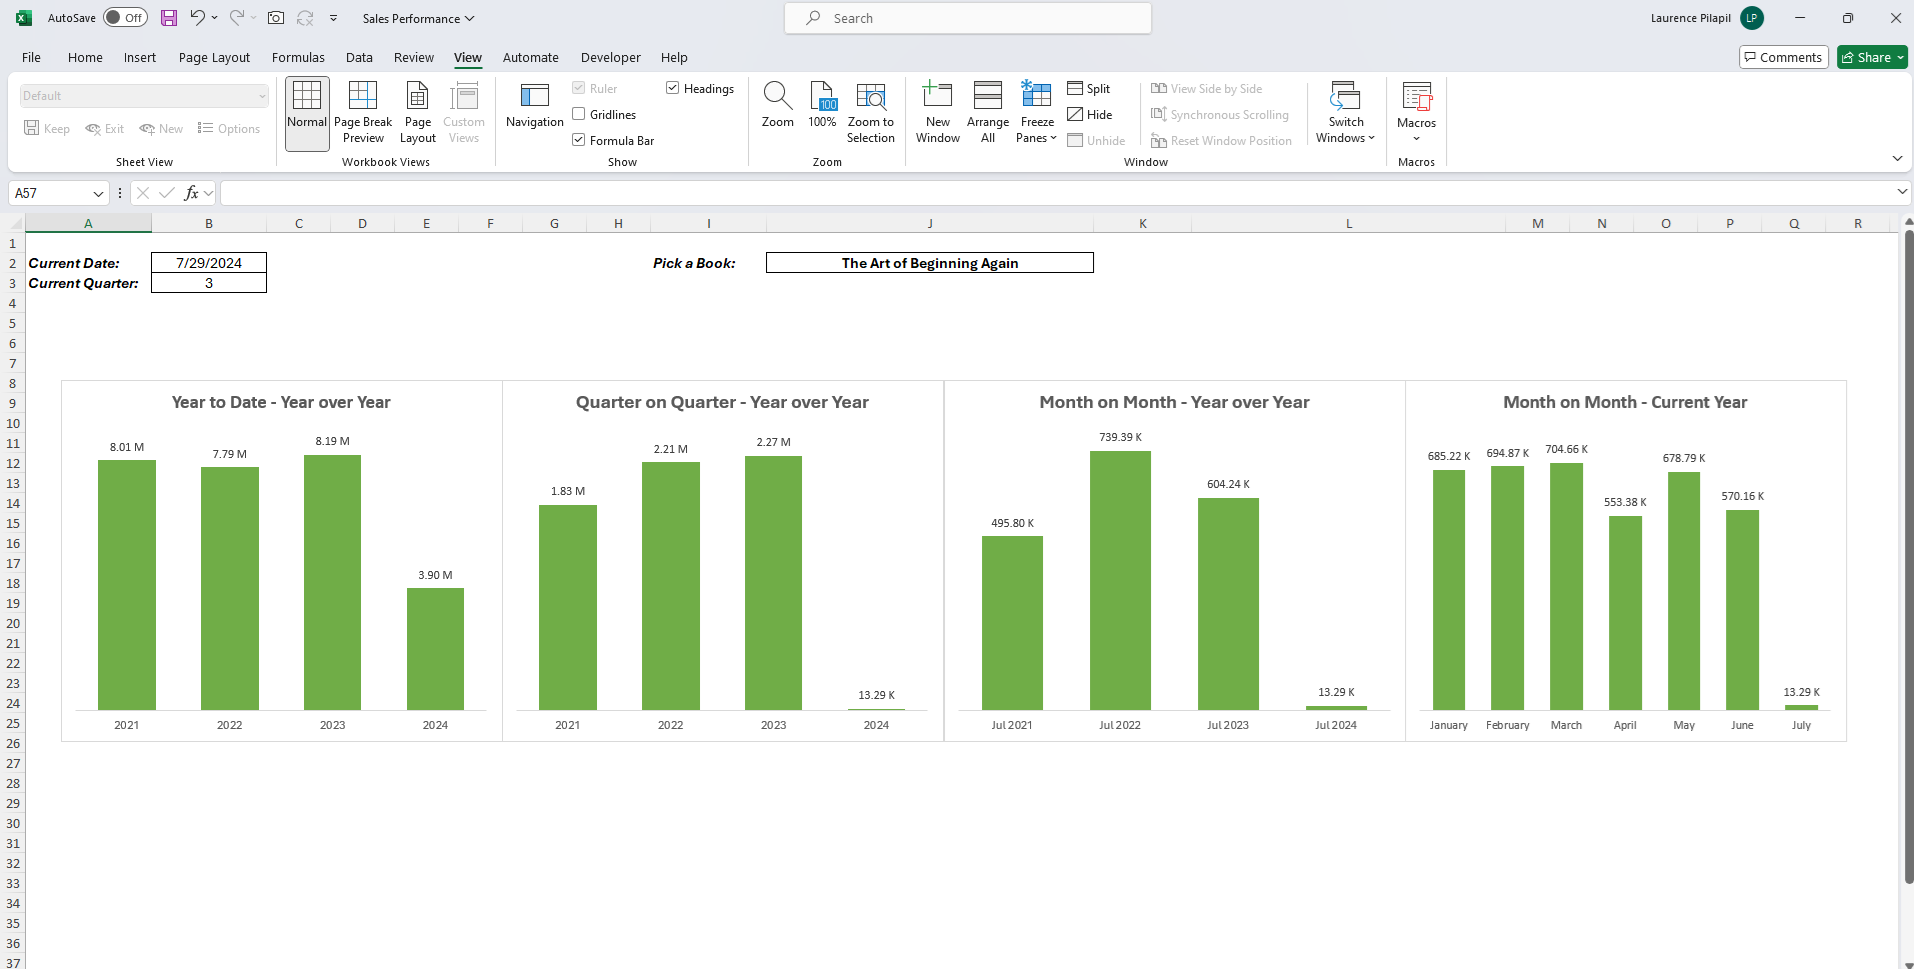 AutoSave Off Sales Performance Search Laurence Pilapil LP
File Home Insert Page Layout Formulas Data Review View Automate Developer Help Comments Share
Default
Keep Exit New Options
Sheet View
Normal
Page Break Preview
Page Layout
Custom Views
Workbook Views
Navigation
Ruler
Gridlines
Formula Bar
Headings
Show
Zoom
100
100%
Zoom to Selection
Zoom
New Window
Arrange All
Freeze Panes
Split
Hide
Unhide
View Side by Side
Synchronous Scrolling
Reset Window Position
Window
Switch Windows
Macros
Macros
A57 fx
A B C D E F G H I J K L M N O P Q R
1
2 Current Date: 7/29/2024 Pick a Book: The Art of Beginning Again
3 Current Quarter: 3
4
5
6
7
8
9
10
11
12
13
14
15
16
17
18
19
20
21
22
23
24
25
26
27
28
29
30
31
32
33
34
35
36
37
Year to Date - Year over Year
8.01 M 7.79 M 8.19 M 3.90 M
2021 2022 2023 2024
Quarter on Quarter - Year over Year
1.83 M 2.21 M 2.27 M 13.29 K
2021 2022 2023 2024
Month on Month - Year over Year
495.80 K 739.39 K 604.24 K 13.29 K
Jul 2021 Jul 2022 Jul 2023 Jul 2024
Month on Month - Current Year
685.22 K 694.87 K 704.66 K 553.38 K 678.79 K 570.16 K 13.29 K
January February March April May June July